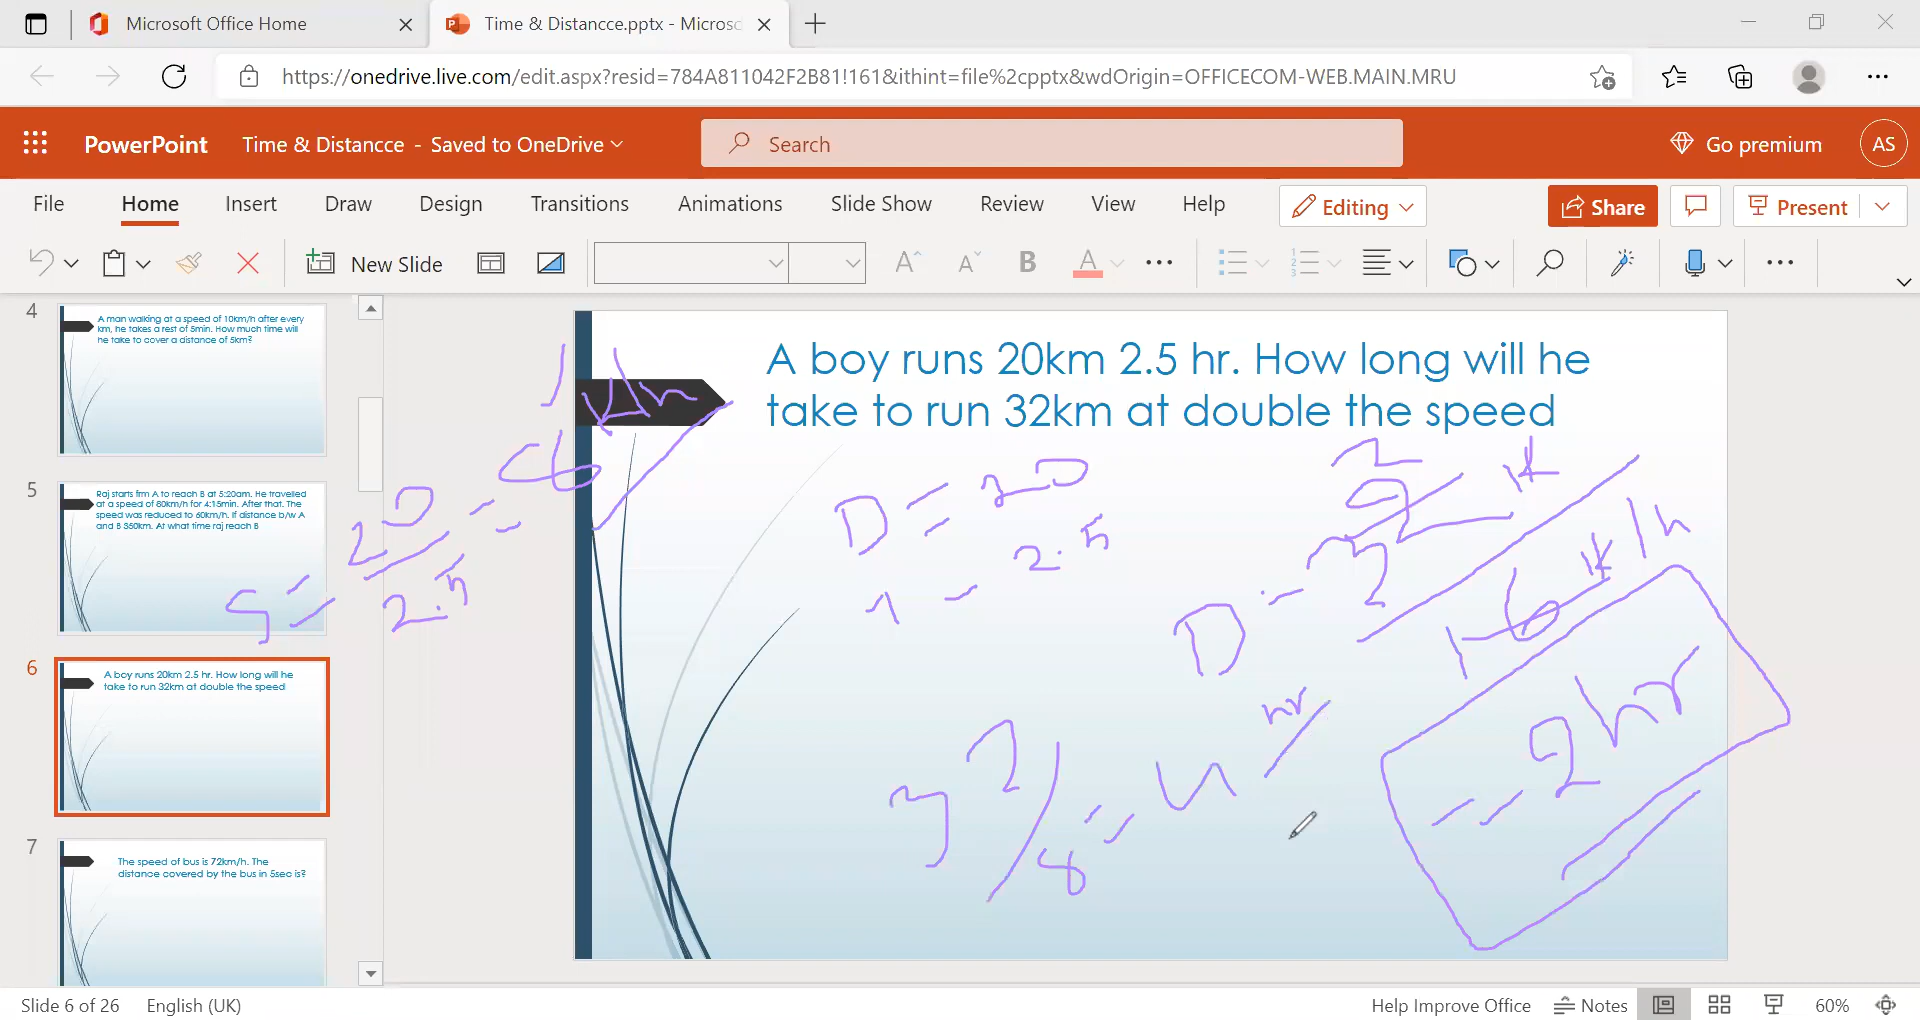 Microsoft Office Home
Time & Distancce.pptx - Microsc
https://onedrive.live.com/edit.aspx?resid=784A811042F2B81!161&ithint=file%2cpptx&wdOrigin=OFFICECOM-WEB.MAIN.MRU
PowerPoint
Time & Distancce - Saved to OneDrive
Search
Go premium
AS
File Home Insert Draw Design Transitions Animations Slide Show Review View Help
Editing
Share
Present
New Slide
B
A
4
A man walking at a speed of 10km/h after every
km, he takes a rest of 5min. How much time will
he take to cover a distance of 5km?
5
Raj starts frm A to reach B at 5:20am. He travelled
at a speed of 80km/h for 4:15min. After that. The
speed was reduced to 60km/h. If distance b/w A
and B 350km. At what time raj reach B
6
A boy runs 20km 2.5 hr. How long will he
take to run 32km at double the speed
7
The speed of bus is 72km/h. The
distance covered by the bus in 5sec is?
A boy runs 20km 2.5 hr. How long will he
take to run 32km at double the speed
D = 20
2.5
20
2.5
D =
16 k/h
32/8 = 4 hr
= 2hr
Slide 6 of 26
English (UK)
Help Improve Office
Notes
60%